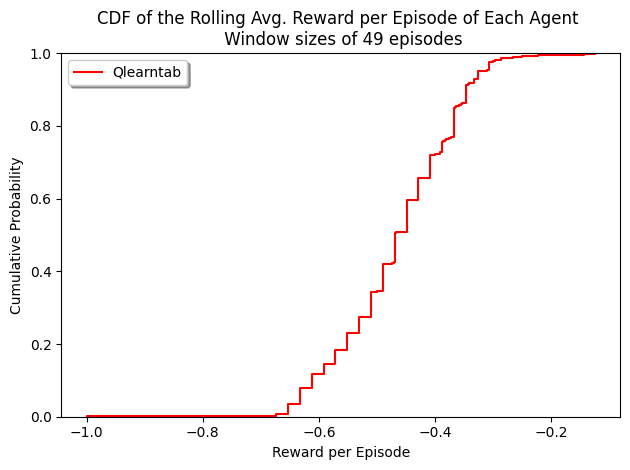 CDF of the Rolling Avg. Reward per Episode of Each Agent
Window sizes of 49 episodes
Qlearntab
Cumulative Probability
1.0
0.8
0.6
0.4
0.2
0.0
−1.0
−0.8
−0.6
−0.4
−0.2
Reward per Episode